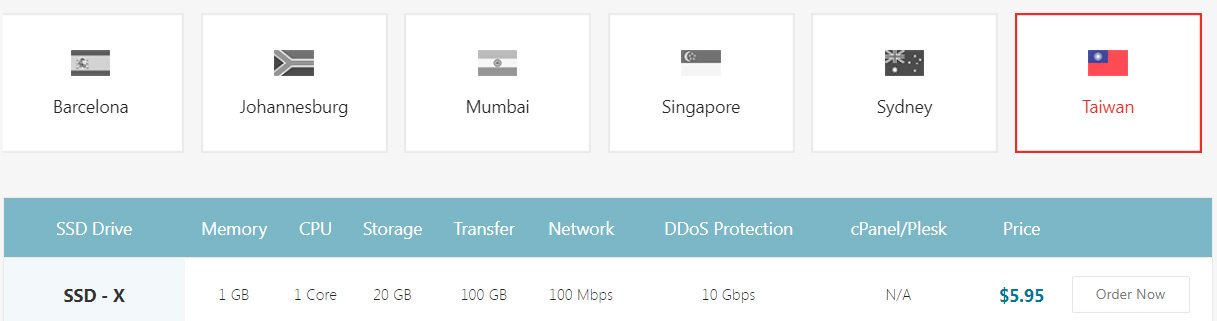 Barcelona Johannesburg Mumbai Singapore Sydney Taiwan
SSD Drive Memory CPU Storage Transfer Network DDoS Protection cPanel/Plesk Price
SSD - X 1 GB 1 Core 20 GB 100 GB 100 Mbps 10 Gbps N/A $5.95 Order Now